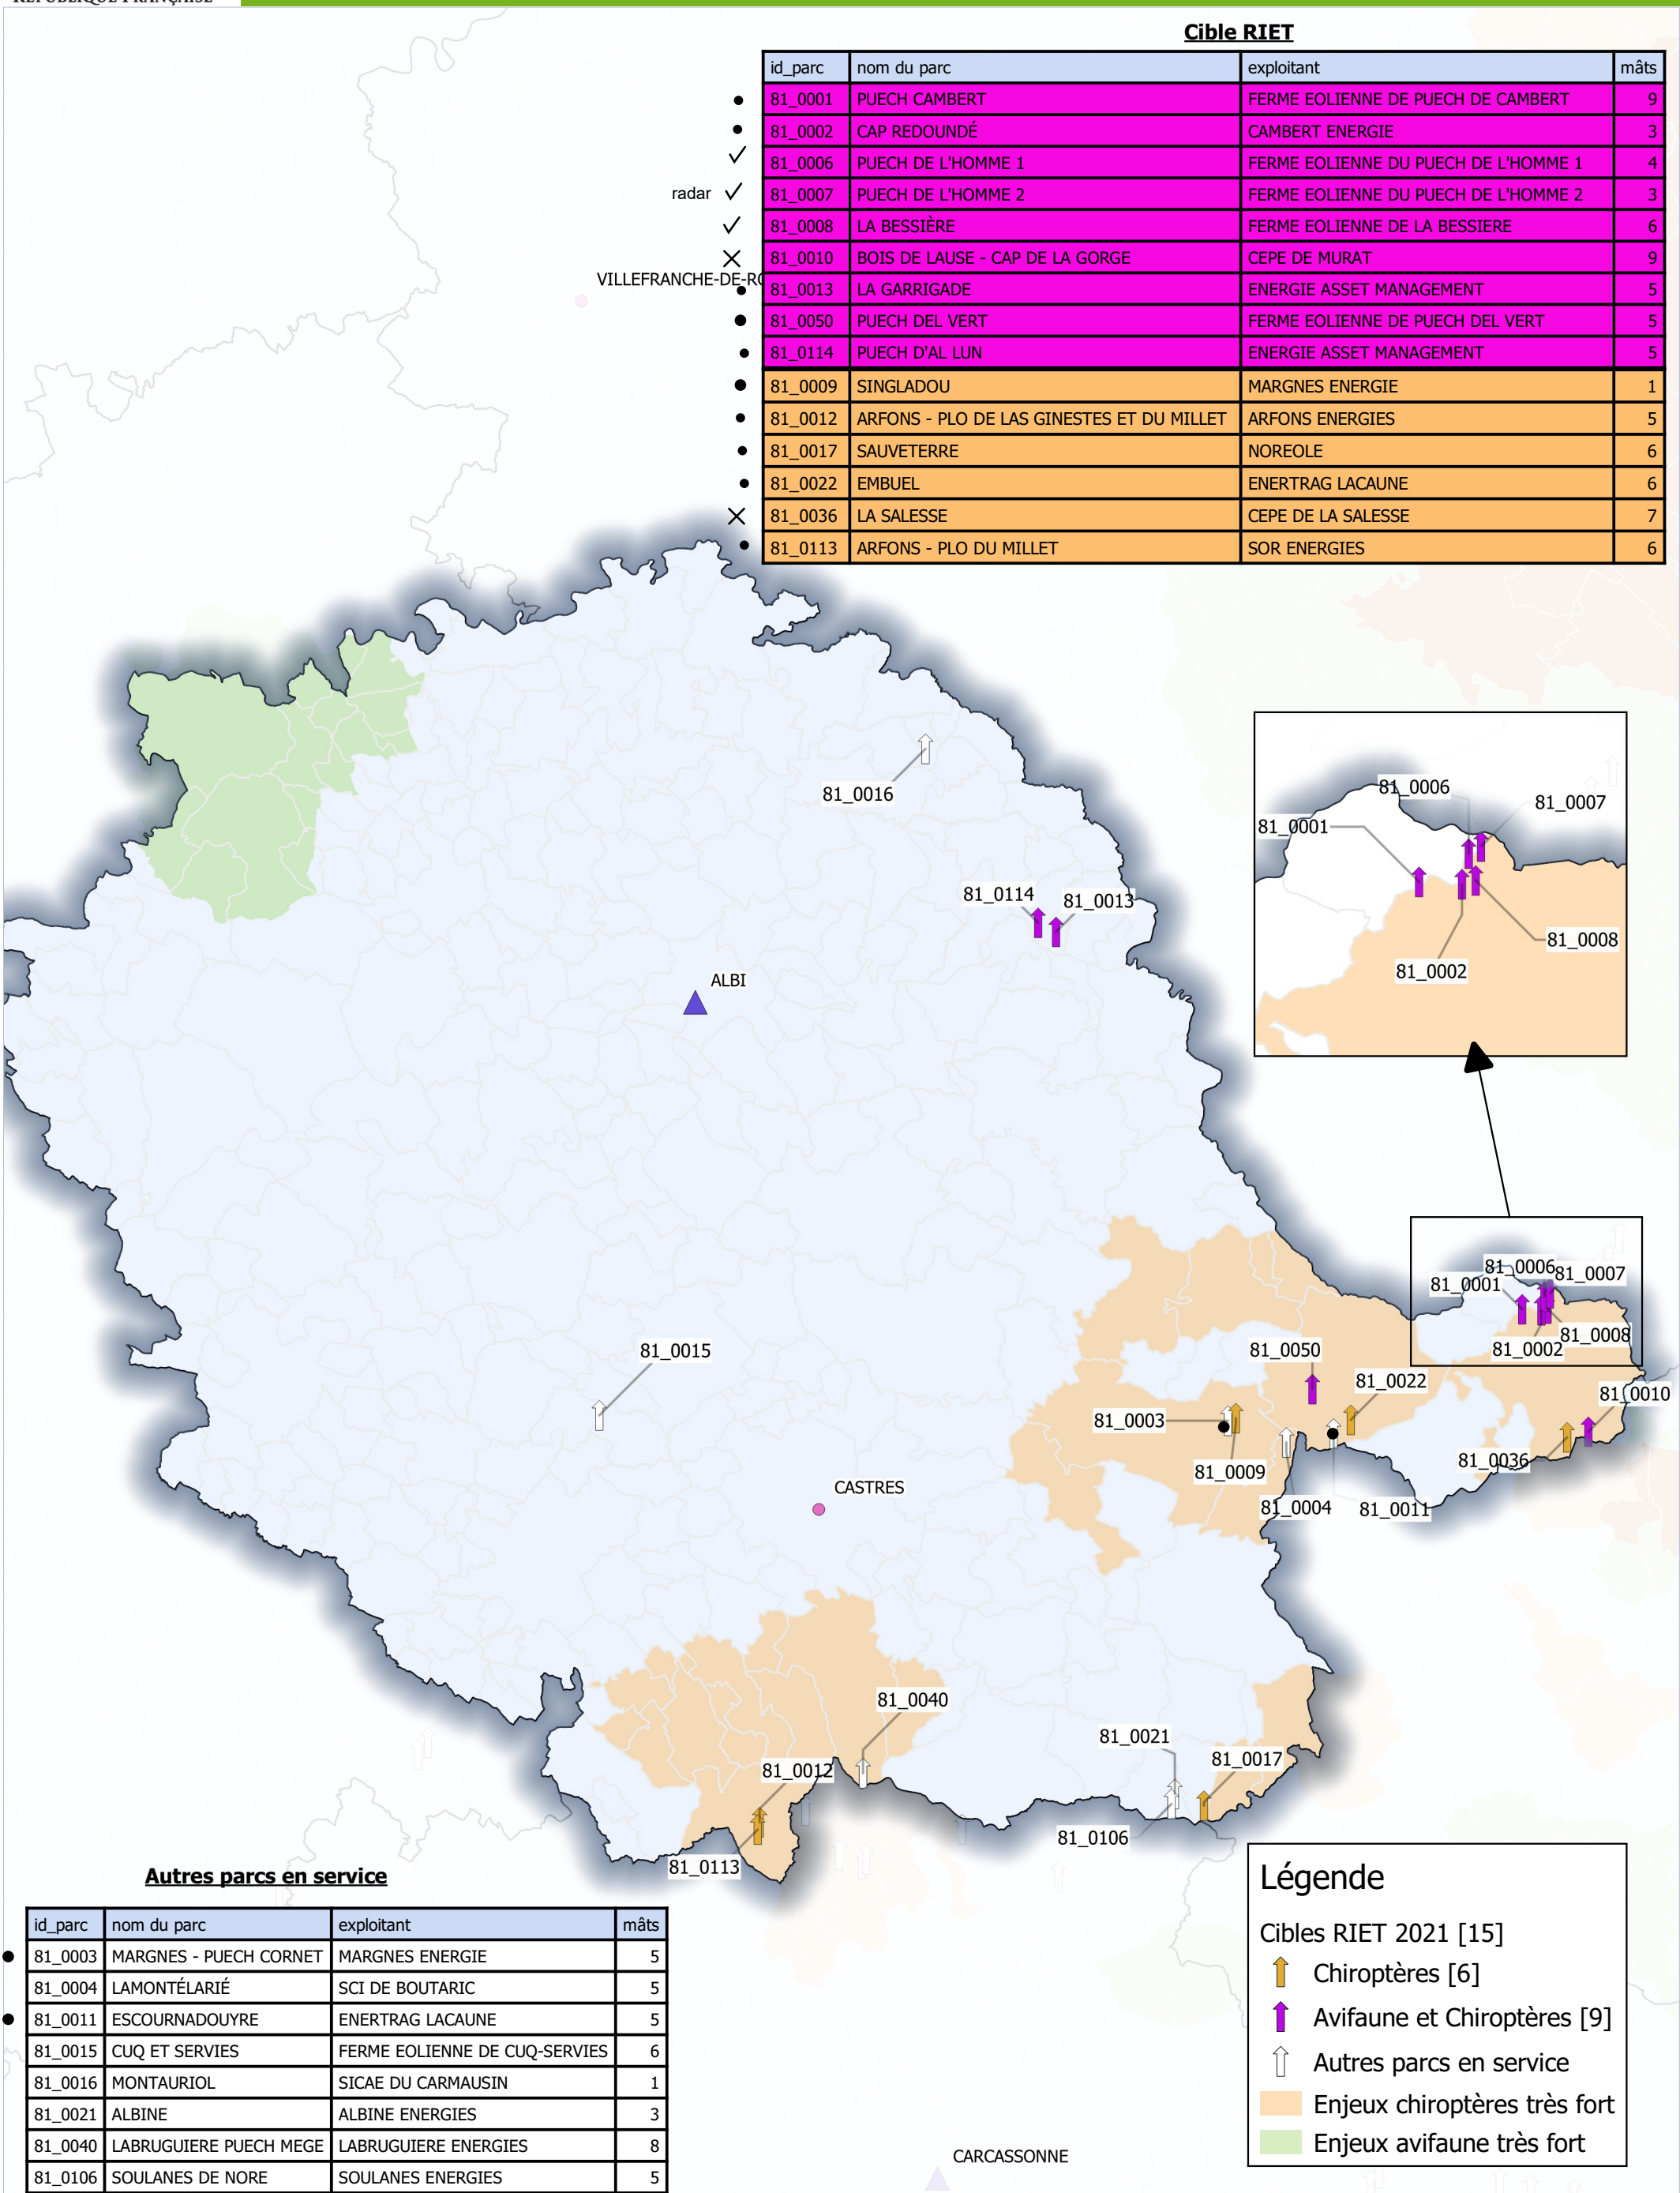 RÉPUBLIQUE FRANÇAISE
Cible RIET
id_parc nom du parc exploitant mâts
81_0001 PUECH CAMBERT FERME EOLIENNE DE PUECH DE CAMBERT 9
81_0002 CAP REDOUNDÉ CAMBERT ENERGIE 3
81_0006 PUECH DE L'HOMME 1 FERME EOLIENNE DU PUECH DE L'HOMME 1 4
radar 81_0007 PUECH DE L'HOMME 2 FERME EOLIENNE DU PUECH DE L'HOMME 2 3
81_0008 LA BESSIÈRE FERME EOLIENNE DE LA BESSIERE 6
81_0010 BOIS DE LAUSE - CAP DE LA GORGE CEPE DE MURAT 9
VILLEFRANCHE-DE-RO
81_0013 LA GARRIGADE ENERGIE ASSET MANAGEMENT 5
81_0050 PUECH DEL VERT FERME EOLIENNE DE PUECH DEL VERT 5
81_0114 PUECH D'AL LUN ENERGIE ASSET MANAGEMENT 5
81_0009 SINGLADOU MARGNES ENERGIE 1
81_0012 ARFONS - PLO DE LAS GINESTES ET DU MILLET ARFONS ENERGIES 5
81_0017 SAUVETERRE NOREOLE 6
81_0022 EMBUEL ENERTRAG LACAUNE 6
81_0036 LA SALESSE CEPE DE LA SALESSE 7
81_0113 ARFONS - PLO DU MILLET SOR ENERGIES 6
81_0016
81_0006
81_0007
81_0001
81_0114
81_0013
81_0008
81_0002
ALBI
81_0006
81_0007
81_0001
81_0008
81_0002
81_0015
81_0050
81_0022
81_0010
81_0003
81_0036
81_0009
CASTRES
81_0004
81_0011
81_0040
81_0021
81_0017
81_0012
81_0106
81_0113
Autres parcs en service
id_parc nom du parc exploitant mâts
81_0003 MARGNES - PUECH CORNET MARGNES ENERGIE 5
81_0004 LAMONTÉLARIÉ SCI DE BOUTARIC 5
81_0011 ESCOURNADOUYRE ENERTRAG LACAUNE 5
81_0015 CUQ ET SERVIES FERME EOLIENNE DE CUQ-SERVIES 6
81_0016 MONTAURIOL SICAE DU CARMAUSIN 1
81_0021 ALBINE ALBINE ENERGIES 3
81_0040 LABRUGUIERE PUECH MEGE LABRUGUIERE ENERGIES 8
81_0106 SOULANES DE NORE SOULANES ENERGIES 5
CARCASSONNE
Légende
Cibles RIET 2021 [15]
Chiroptères [6]
Avifaune et Chiroptères [9]
Autres parcs en service
Enjeux chiroptères très fort
Enjeux avifaune très fort